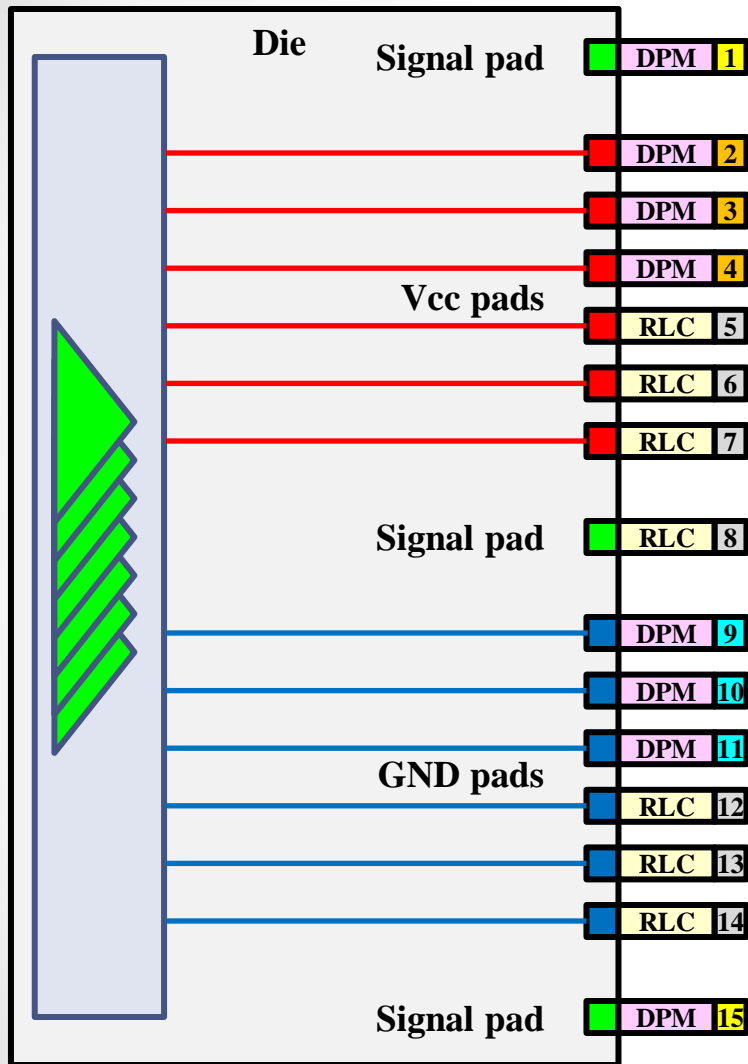 Die
Signal pad DPM 1
DPM 2
DPM 3
DPM 4
Vcc pads
RLC 5
RLC 6
RLC 7
Signal pad RLC 8
DPM 9
DPM 10
DPM 11
GND pads
RLC 12
RLC 13
RLC 14
Signal pad DPM 15